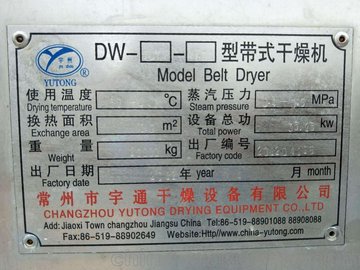 宇州
YUTONG ®
DW-□-□型带式干燥机
Model Belt Dryer
使用温度 ℃ 蒸汽压力 MPa
Drying temperature Steam pressure
换热面积 m² 设备总功 kw
Exchange area Total power
重量 kg 出厂编号
Weight Factory code
出厂日期 年 月
Factory date year month
常州市宇通干燥设备有限公司
CHANGZHOU YUTONG DRYING EQUIPMENT CO.,LTD.
Add: Jiaoxi Town changzhou Jiangsu China Tel:86-519-88901088 88908088
Fax:86-519-88902649 Website:Http//www.china-yutong.com